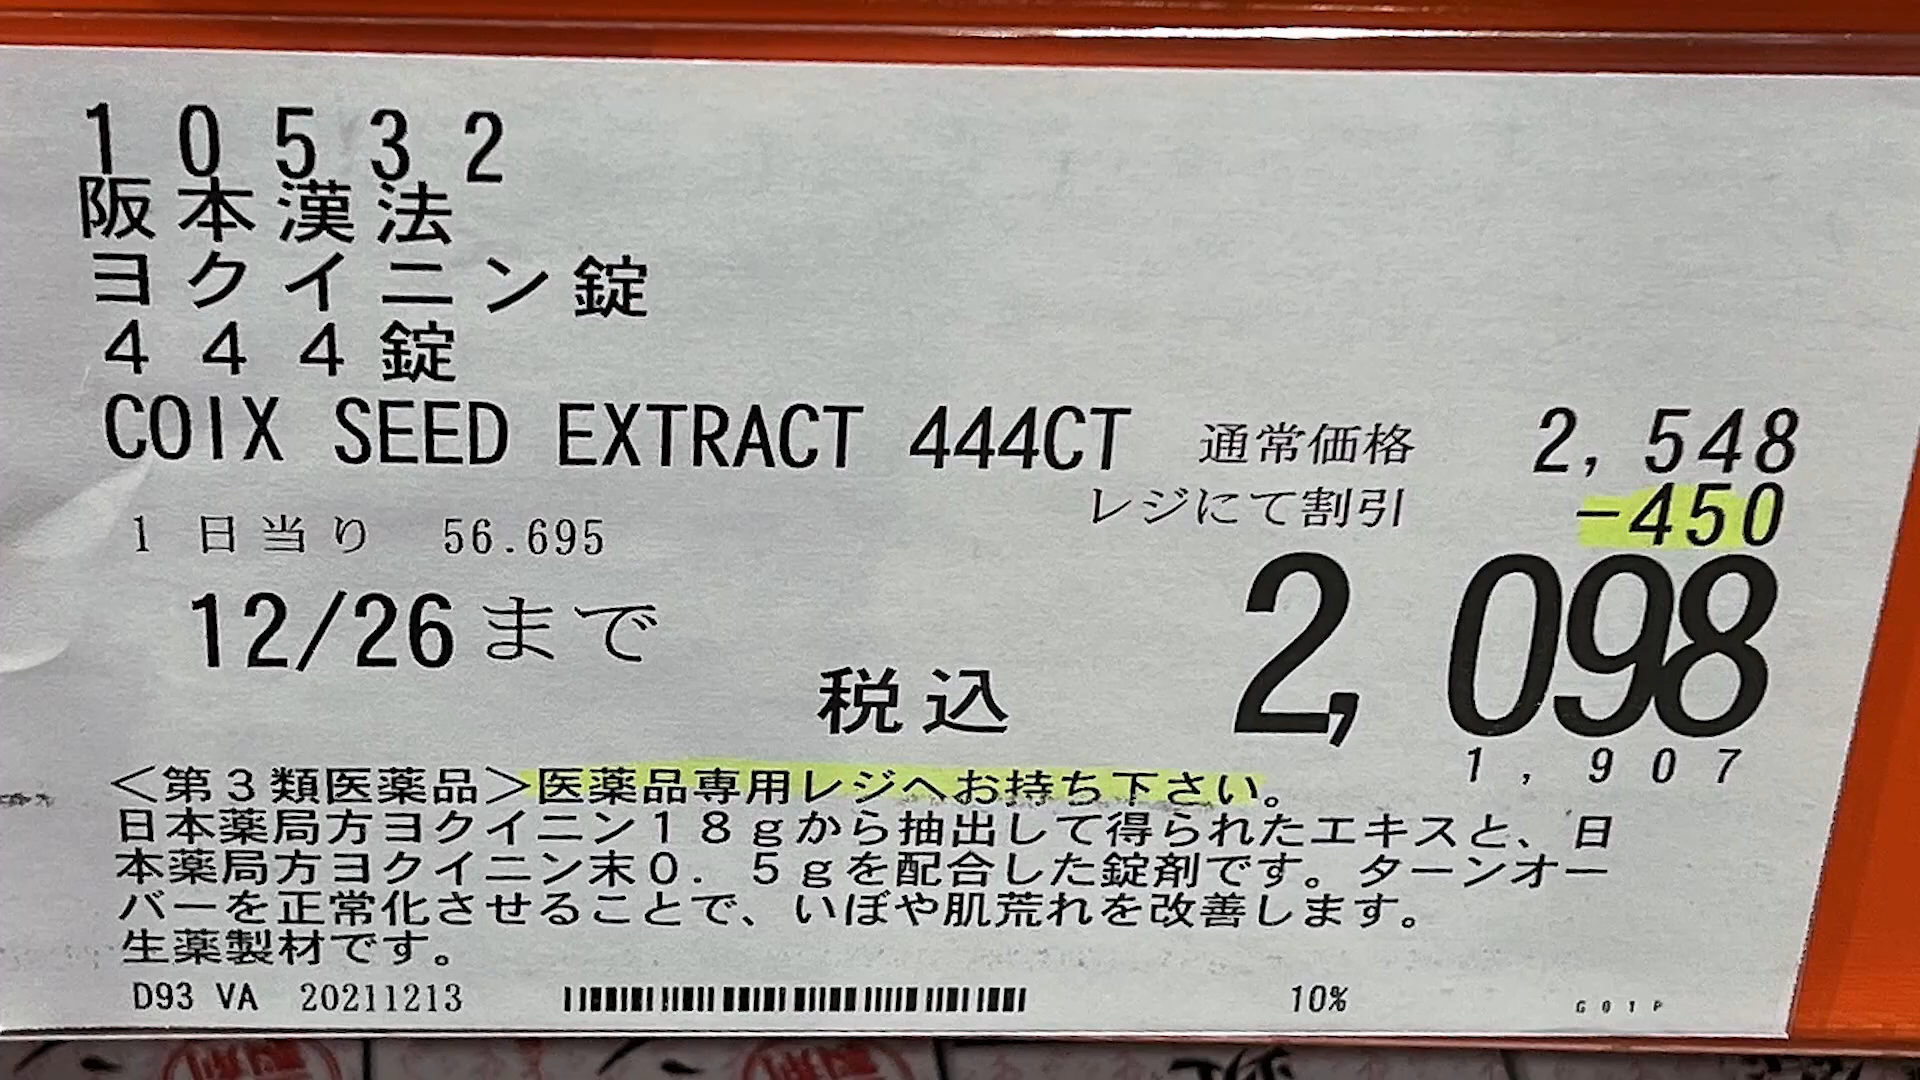 10532
阪本漢法
ヨクイニン錠
444錠
COIX SEED EXTRACT 444CT
通常価格 2,548
レジにて割引 -450
1日当り 56.695
12/26まで
税込 2,098
1,907
＜第3類医薬品＞医薬品専用レジへお持ち下さい。
日本薬局方ヨクイニン18gから抽出して得られたエキスと、日
本薬局方ヨクイニン末0.5gを配合した錠剤です。ターンオー
バーを正常化させることで、いぼや肌荒れを改善します。
生薬製材です。
D93 VA 20211213 10%